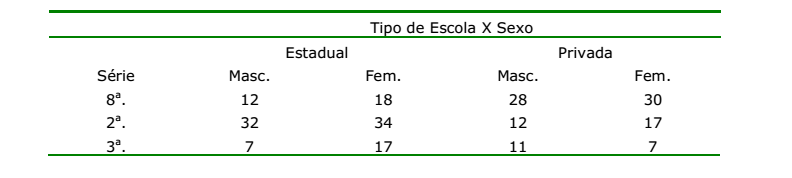 Tipo de Escola X Sexo
Estadual Privada
Série Masc. Fem. Masc. Fem.
8ª. 12 18 28 30
2ª. 32 34 12 17
3ª. 7 17 11 7